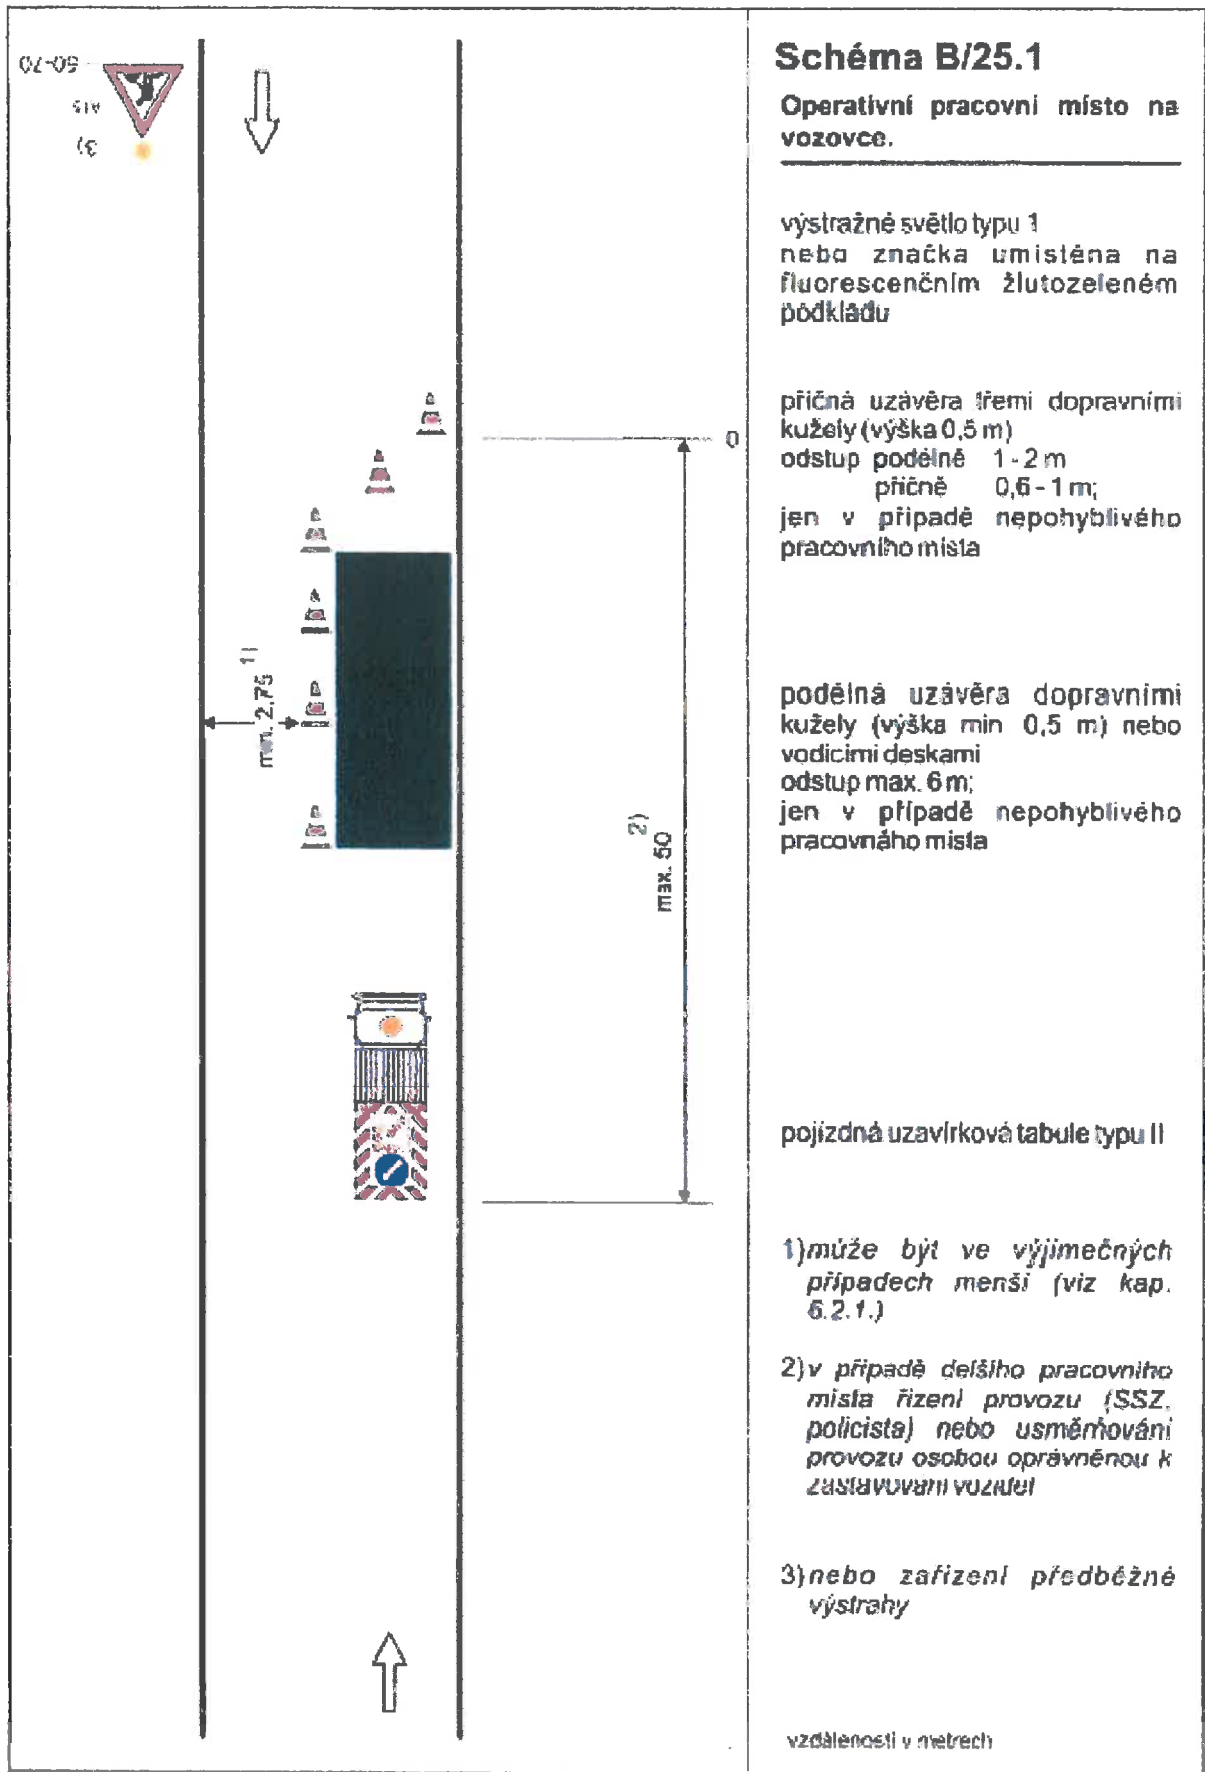 Schéma B/25.1
Operativní pracovní místo na
vozovce.
výstražné světlo typu 1
nebo značka umístěna na
fluorescenčním žlutozeleném
podkladu
příčná uzávěra třemi dopravními
kužely (výška 0,5 m)
odstup podélně 1 - 2 m
příčně 0,6 - 1 m;
jen v případě nepohyblivého
pracovního místa
podélná uzávěra dopravními
kužely (výška min 0,5 m) nebo
vodicími deskami
odstup max. 6 m;
jen v případě nepohyblivého
pracovnáho místa
pojízdná uzavírková tabule typu II
1) může být ve výjimečných
případech menší (viz kap.
6.2.1.)
2) v případě delšího pracovního
místa řízení provozu (SSZ,
policista) nebo usměrňování
provozu osobou oprávněnou k
zastavování vozidel
3) nebo zařízení předběžné
výstrahy
vzdálenosti v metrech
50-70
A15
3)
0
min. 2,75 1)
max. 50 2)